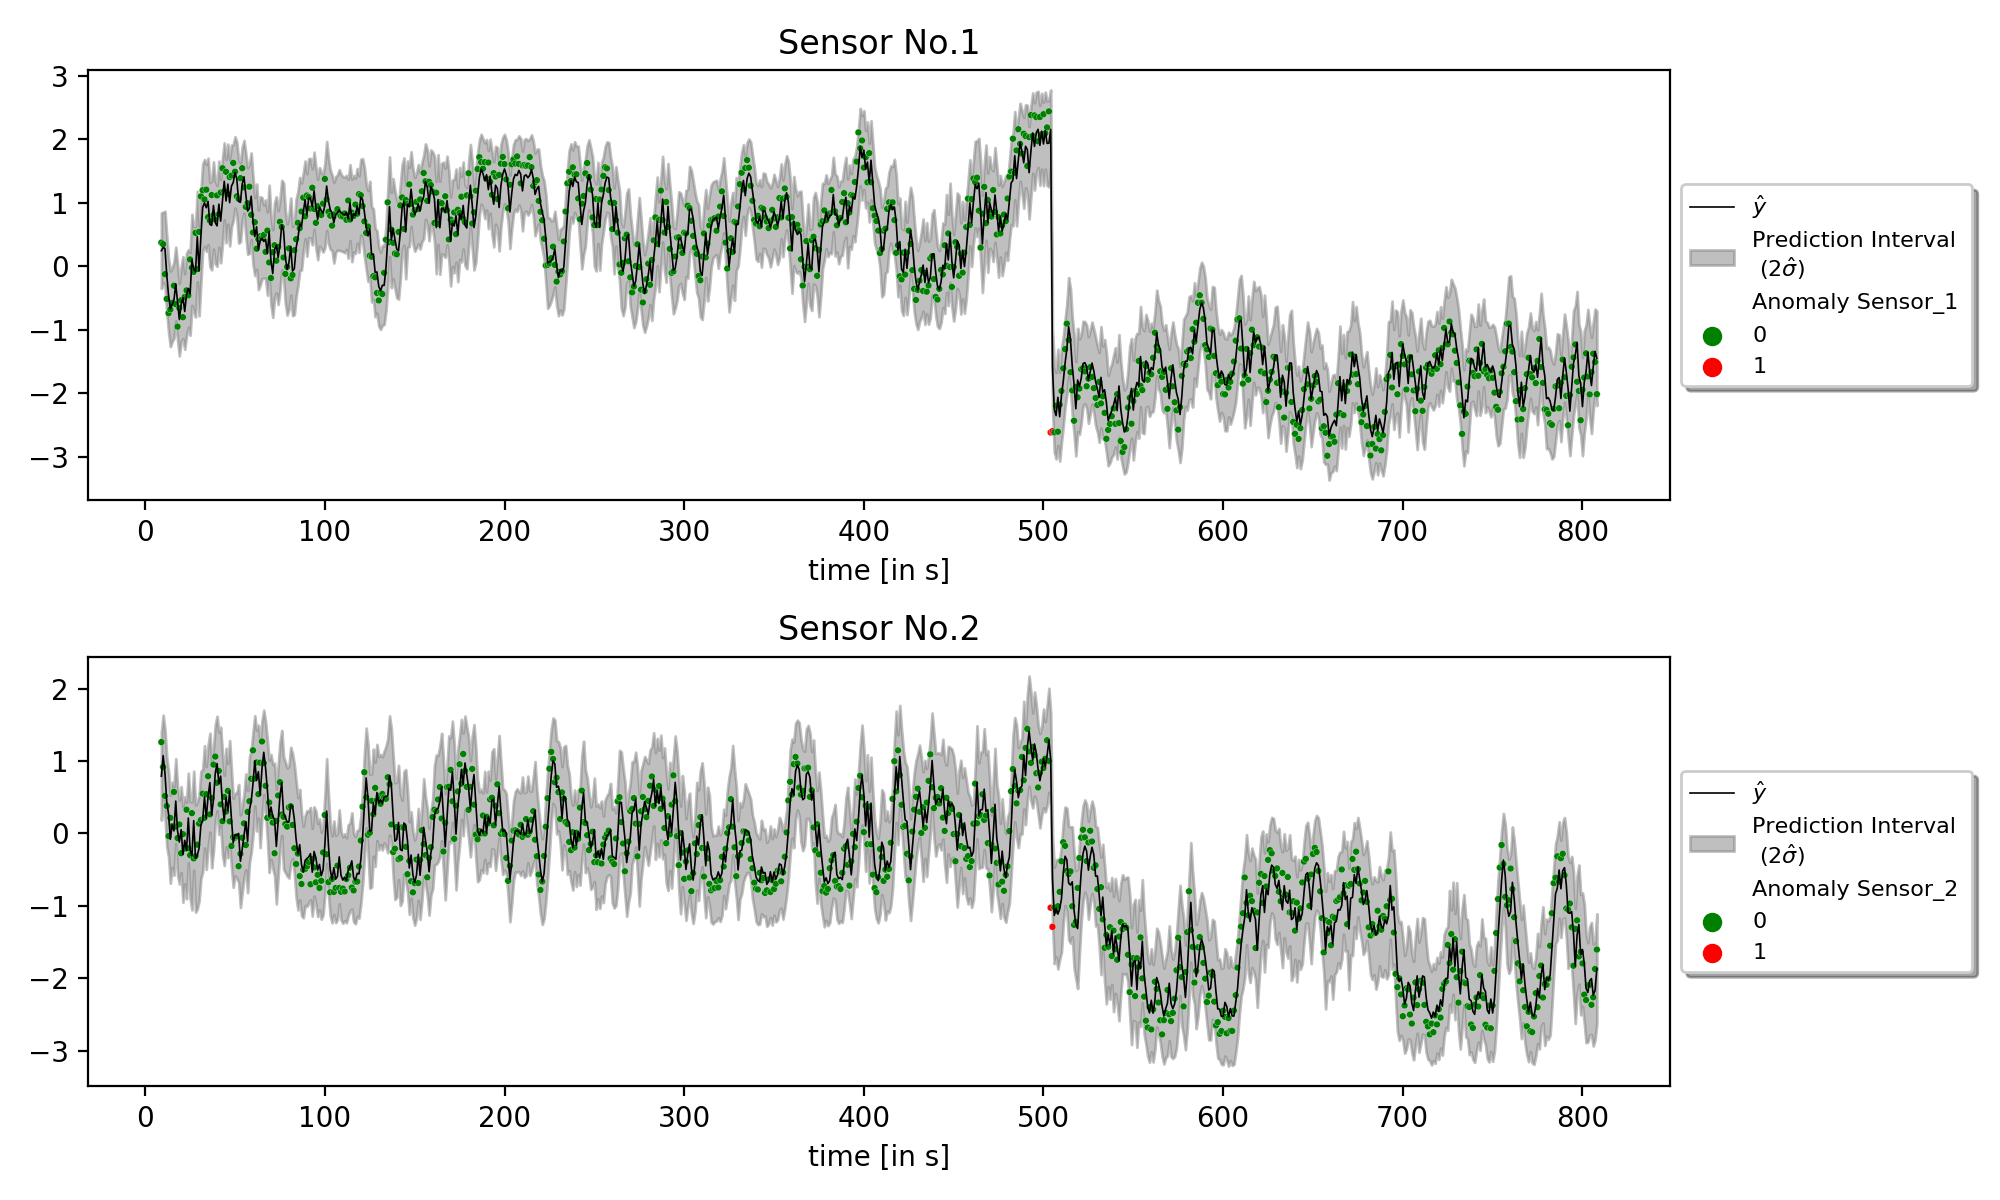 Sensor No.1
3
2
1
0
−1
−2
−3
0 100 200 300 400 500 600 700 800
time [in s]
ŷ
Prediction Interval
(2σ̂)
Anomaly Sensor_1
0
1
Sensor No.2
2
1
0
−1
−2
−3
0 100 200 300 400 500 600 700 800
time [in s]
ŷ
Prediction Interval
(2σ̂)
Anomaly Sensor_2
0
1